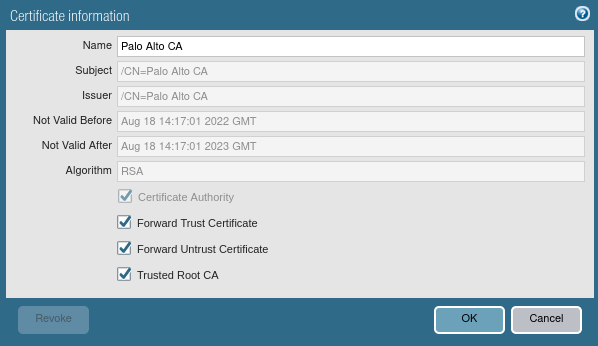 Certificate information
?
Name Palo Alto CA
Subject /CN=Palo Alto CA
Issuer /CN=Palo Alto CA
Not Valid Before Aug 18 14:17:01 2022 GMT
Not Valid After Aug 18 14:17:01 2023 GMT
Algorithm RSA
Certificate Authority
Forward Trust Certificate
Forward Untrust Certificate
Trusted Root CA
Revoke OK Cancel